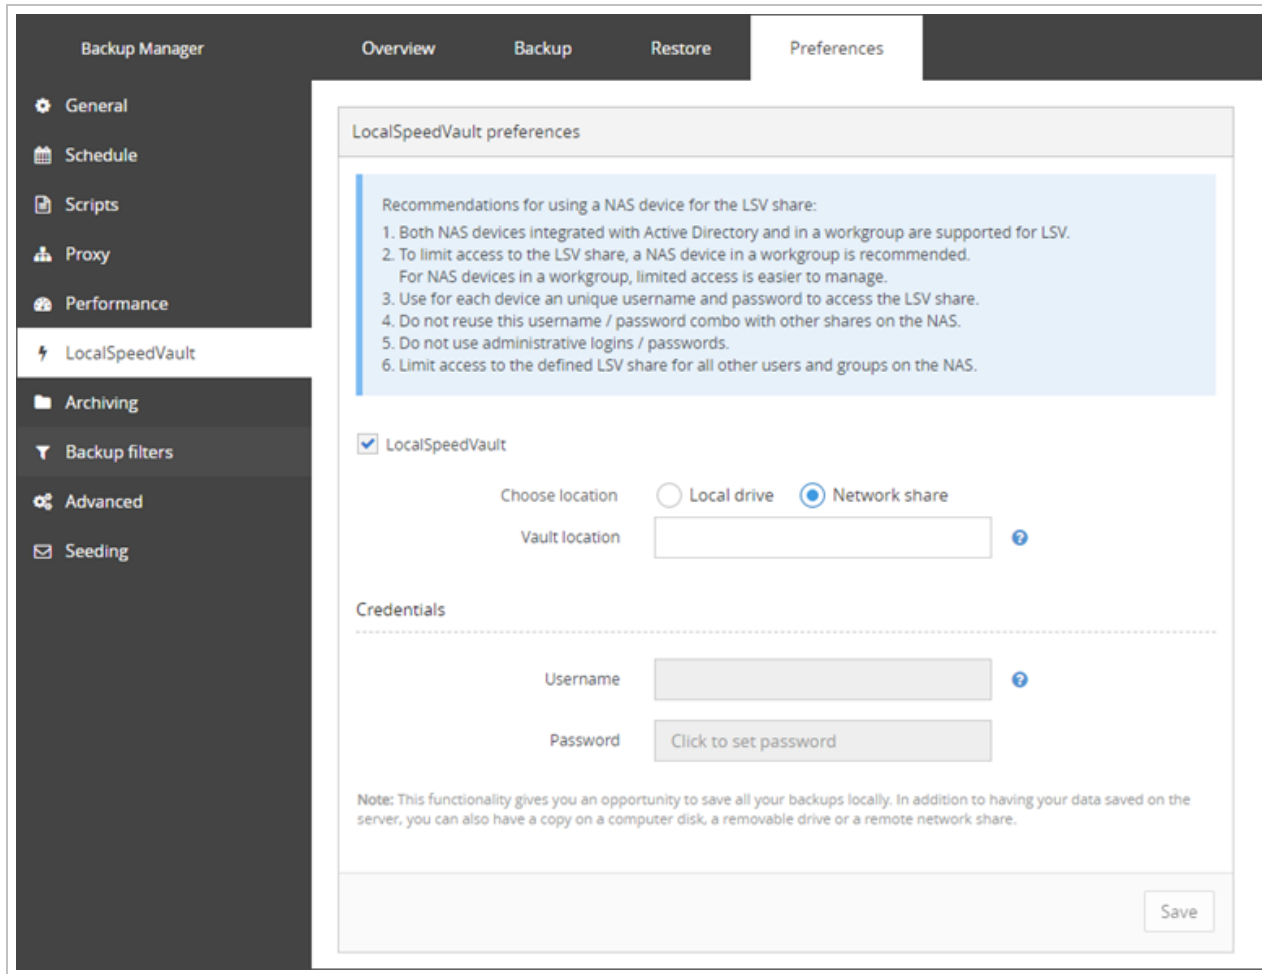 Backup Manager
Overview
Backup
Restore
Preferences
General
Schedule
Scripts
Proxy
Performance
LocalSpeedVault
Archiving
Backup filters
Advanced
Seeding
LocalSpeedVault preferences
Recommendations for using a NAS device for the LSV share:
1. Both NAS devices integrated with Active Directory and in a workgroup are supported for LSV.
2. To limit access to the LSV share, a NAS device in a workgroup is recommended.
For NAS devices in a workgroup, limited access is easier to manage.
3. Use for each device an unique username and password to access the LSV share.
4. Do not reuse this username / password combo with other shares on the NAS.
5. Do not use administrative logins / passwords.
6. Limit access to the defined LSV share for all other users and groups on the NAS.
LocalSpeedVault
Choose location
Local drive
Network share
Vault location
?
Credentials
Username
?
Password
Click to set password
Note: This functionality gives you an opportunity to save all your backups locally. In addition to having your data saved on the
server, you can also have a copy on a computer disk, a removable drive or a remote network share.
Save